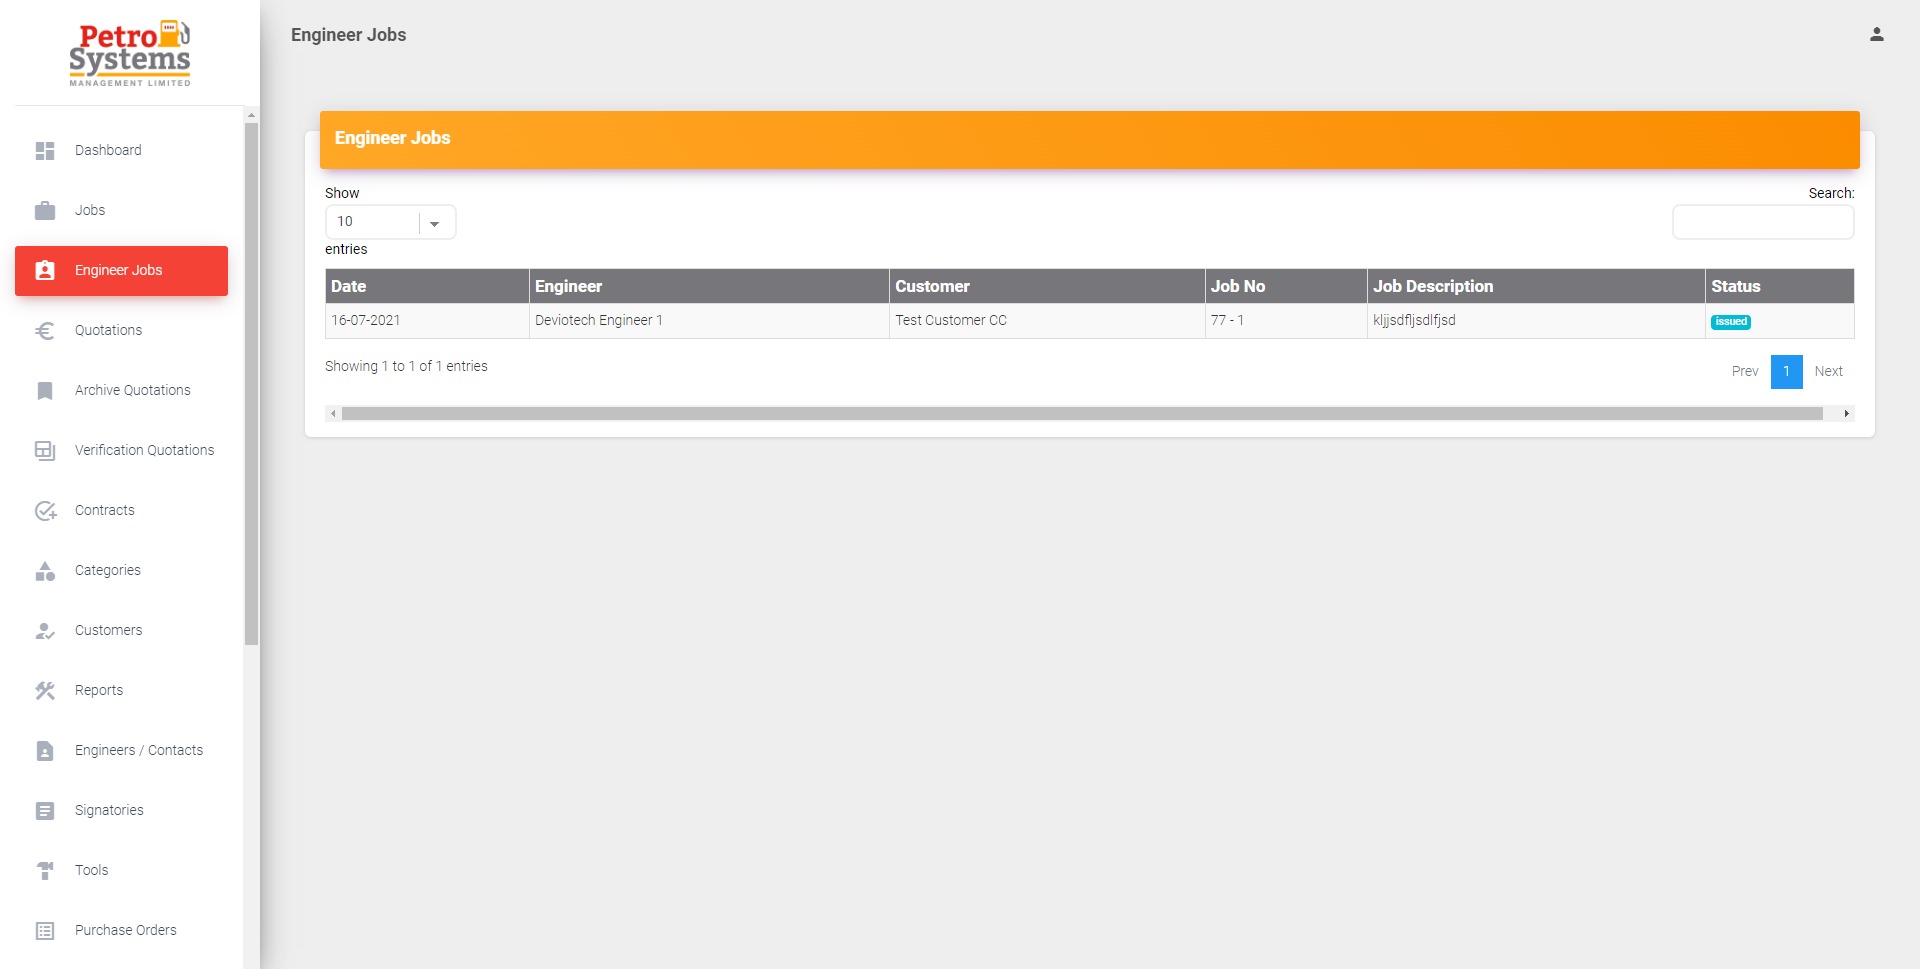 Petro
Systems
MANAGEMENT LIMITED
Dashboard
Jobs
Engineer Jobs
Quotations
Archive Quotations
Verification Quotations
Contracts
Categories
Customers
Reports
Engineers / Contacts
Signatories
Tools
Purchase Orders
Engineer Jobs
Engineer Jobs
Show
10
entries
Search:
Date Engineer Customer Job No Job Description Status
16-07-2021 Deviotech Engineer 1 Test Customer CC 77 - 1 kljjsdfljsdlfjsd issued
Showing 1 to 1 of 1 entries
Prev 1 Next